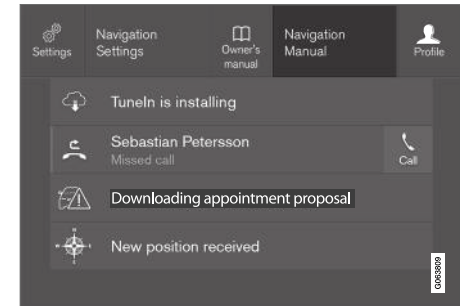 Settings
Navigation
Settings
Owner's
manual
Navigation
Manual
Profile
TuneIn is installing
Sebastian Petersson
Missed call
Call
Downloading appointment proposal
New position received
G063809